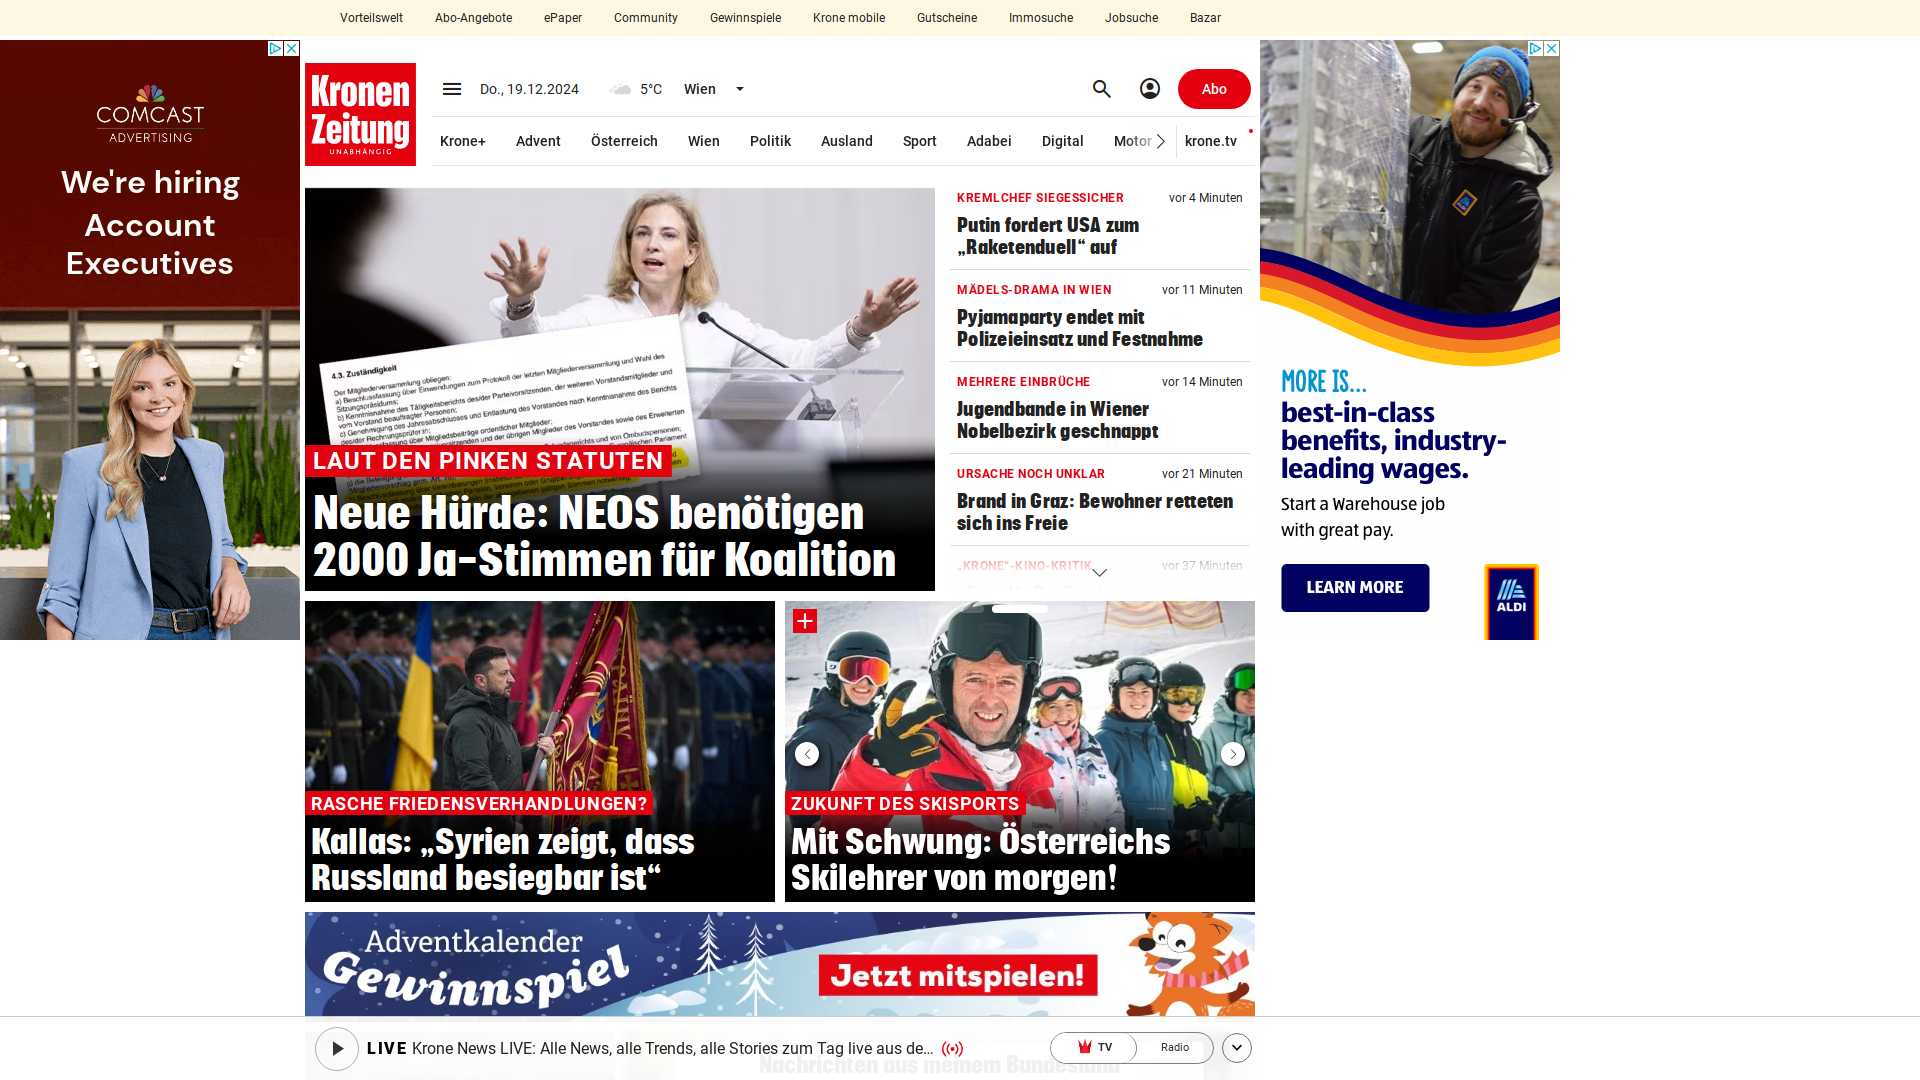 Vorteilswelt Abo-Angebote ePaper Community Gewinnspiele Krone mobile Gutscheine Immosuche Jobsuche Bazar
COMCAST
ADVERTISING
We're hiring
Account
Executives
Kronen
Zeitung
UNABHÄNGIG
Do., 19.12.2024 5°C Wien
Abo
Krone+ Advent Österreich Wien Politik Ausland Sport Adabei Digital Motor krone.tv
4.3. Zuständigkeit
LAUT DEN PINKEN STATUTEN
Neue Hürde: NEOS benötigen
2000 Ja-Stimmen für Koalition
KREMLCHEF SIEGESSICHER vor 4 Minuten
Putin fordert USA zum
„Raketenduell“ auf
MÄDELS-DRAMA IN WIEN vor 11 Minuten
Pyjamaparty endet mit
Polizeieinsatz und Festnahme
MEHRERE EINBRÜCHE vor 14 Minuten
Jugendbande in Wiener
Nobelbezirk geschnappt
URSACHE NOCH UNKLAR vor 21 Minuten
Brand in Graz: Bewohner retteten
sich ins Freie
„KRONE“-KINO-KRITIK vor 37 Minuten
MORE IS...
best-in-class
benefits, industry-
leading wages.
Start a Warehouse job
with great pay.
LEARN MORE
ALDI
RASCHE FRIEDENSVERHANDLUNGEN?
Kallas: „Syrien zeigt, dass
Russland besiegbar ist“
ZUKUNFT DES SKISPORTS
Mit Schwung: Österreichs
Skilehrer von morgen!
Adventkalender
Gewinnspiel
Jetzt mitspielen!
LIVE Krone News LIVE: Alle News, alle Trends, alle Stories zum Tag live aus de...
TV Radio
Nachrichten aus meinem Bundesland